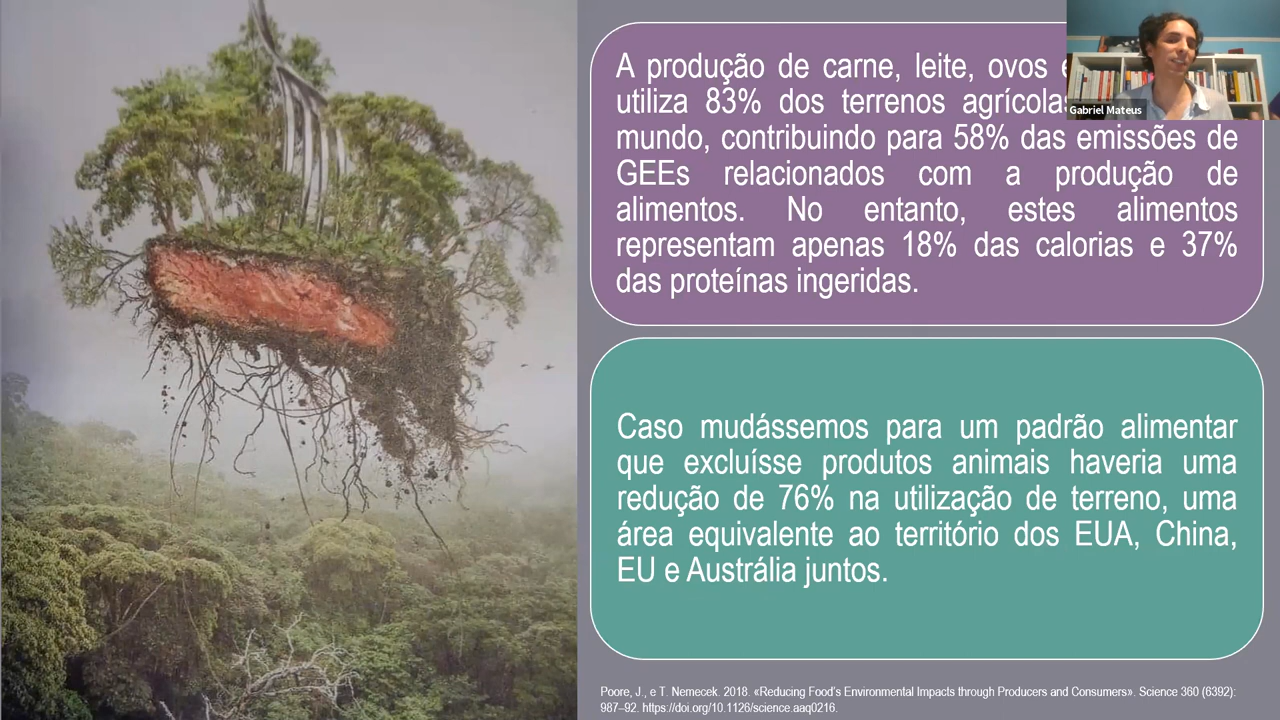 A produção de carne, leite, ovos e
utiliza 83% dos terrenos agrícolas
mundo, contribuindo para 58% das emissões de
GEEs relacionados com a produção de
alimentos. No entanto, estes alimentos
representam apenas 18% das calorias e 37%
das proteínas ingeridas.
Gabriel Mateus
Caso mudássemos para um padrão alimentar
que excluísse produtos animais haveria uma
redução de 76% na utilização de terreno, uma
área equivalente ao território dos EUA, China,
EU e Austrália juntos.
Poore, J., e T. Nemecek. 2018. «Reducing Food’s Environmental Impacts through Producers and Consumers». Science 360 (6392):
987–92. https://doi.org/10.1126/science.aaq0216.